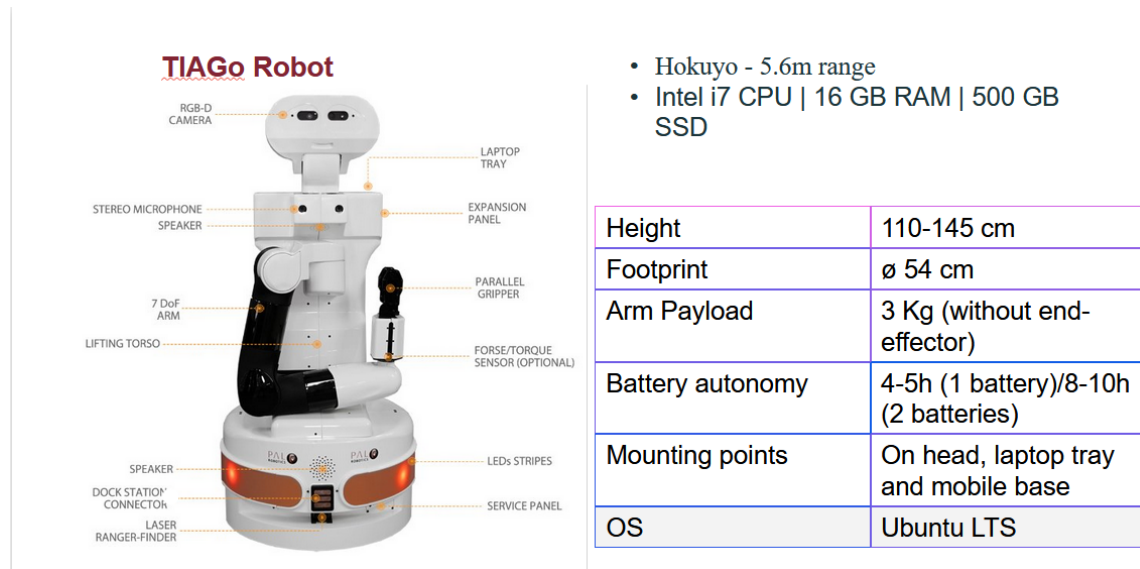 TIAGo Robot
RGB-D
CAMERA
LAPTOP
TRAY
STEREO MICROPHONE
SPEAKER
EXPANSION
PANEL
7 DoF
ARM
PARALLEL
GRIPPER
LIFTING TORSO
FORSE/TORQUE
SENSOR (OPTIONAL)
PAL
ROBOTICS
PAL
ROBOTICS
SPEAKER
LEDs STRIPES
DOCK STATION
CONNECTOR
SERVICE PANEL
LASER
RANGER-FINDER
• Hokuyo - 5.6m range
• Intel i7 CPU | 16 GB RAM | 500 GB
SSD
Height 110-145 cm
Footprint ø 54 cm
Arm Payload 3 Kg (without end-
effector)
Battery autonomy 4-5h (1 battery)/8-10h
(2 batteries)
Mounting points On head, laptop tray
and mobile base
OS Ubuntu LTS